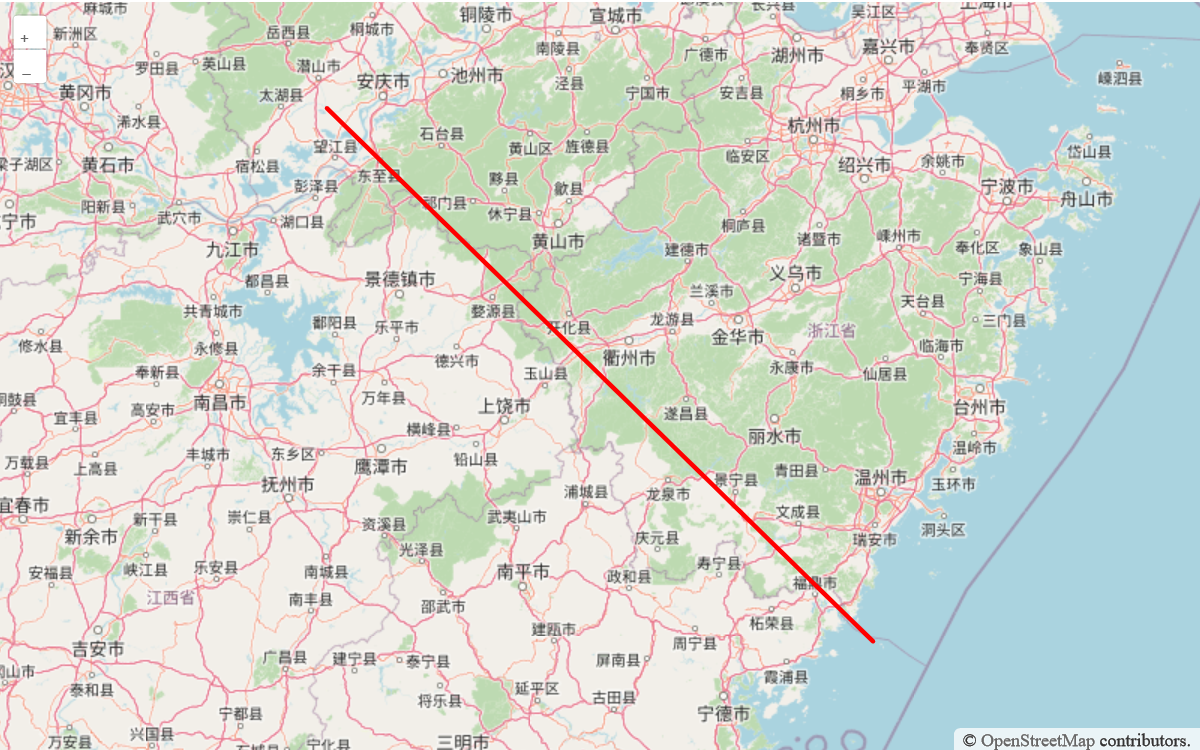 麻城市
铜陵市
宣城市
长兴县
吴江区
上海市
新洲区
岳西县
桐城市
南陵县
广德市
湖州市
嘉兴市
奉贤区
+
−
罗田县
英山县
潜山市
安庆市
池州市
泾县
宁国市
安吉县
桐乡市
平湖市
嵊泗县
黄冈市
太湖县
浠水县
石台县
黄山区
旌德县
杭州市
临安区
绍兴市
余姚市
岱山县
梁子湖区
黄石市
宿松县
望江县
东至县
彭泽县
祁门县
黟县
歙县
休宁县
宁波市
舟山市
阳新县
武穴市
湖口县
九江市
黄山市
桐庐县
诸暨市
嵊州市
奉化区
象山县
建德市
都昌县
景德镇市
义乌市
宁海县
共青城市
鄱阳县
乐平市
婺源县
开化县
兰溪市
龙游县
金华市
浙江省
天台县
三门县
修水县
永修县
德兴市
衢州市
临海市
奉新县
余干县
玉山县
永康市
仙居县
南昌市
万年县
上饶市
遂昌县
台州市
宜丰县
高安市
横峰县
丽水市
温岭市
万载县
上高县
丰城市
东乡区
鹰潭市
铅山县
青田县
温州市
玉环市
宜春市
抚州市
浦城县
龙泉市
景宁县
新干县
崇仁县
资溪县
武夷山市
文成县
洞头区
新余市
光泽县
庆元县
瑞安市
安福县
峡江县
乐安县
南城县
南平市
政和县
寿宁县
福鼎市
江西省
南丰县
邵武市
柘荣县
吉安市
建瓯市
周宁县
广昌县
建宁县
泰宁县
屏南县
霞浦县
泰和县
将乐县
延平区
古田县
宁德市
宁都县
兴国县
万安县
宁化县
三明市
© OpenStreetMap contributors.